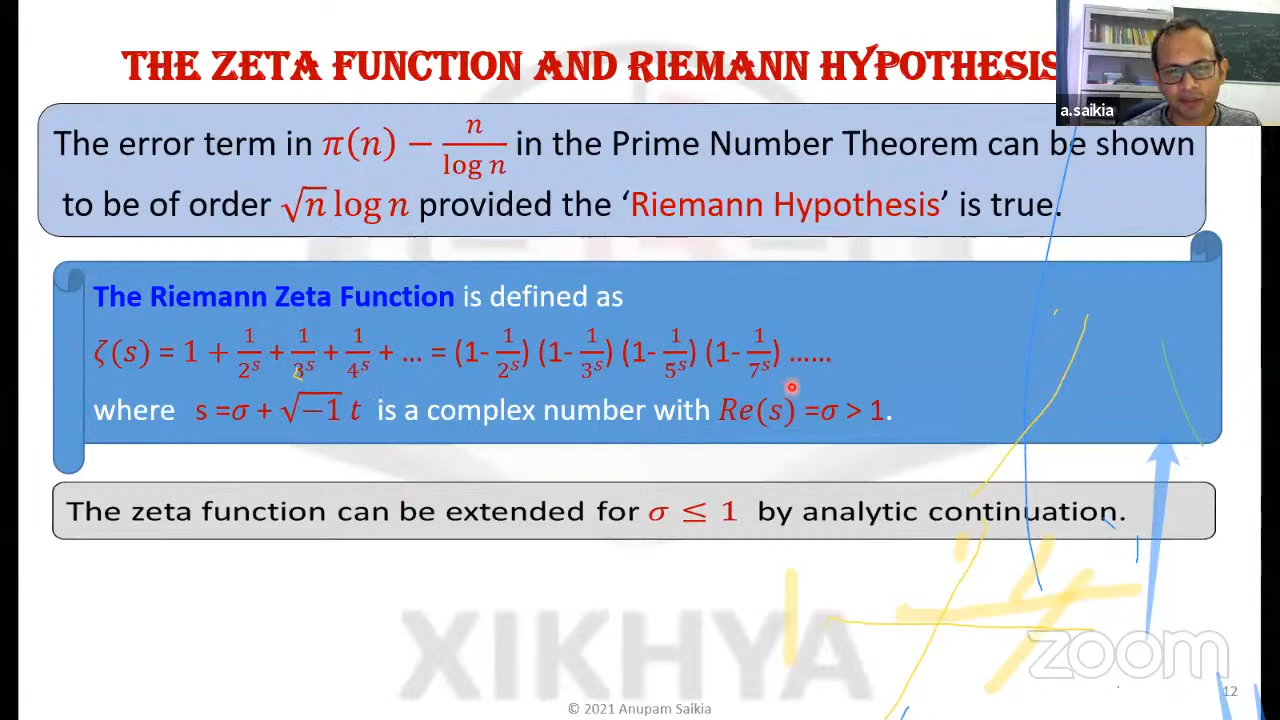 THE ZETA FUNCTION AND RIEMANN HYPOTHESIS
a.saikia
The error term in π(n) − n/log n in the Prime Number Theorem can be shown
to be of order √n log n provided the ‘Riemann Hypothesis’ is true.
The Riemann Zeta Function is defined as
ζ(s) = 1 + 1/2^s + 1/3^s + 1/4^s + ... = (1- 1/2^s) (1- 1/3^s) (1- 1/5^s) (1- 1/7^s) ......
where s =σ + √−1 t is a complex number with Re(s) =σ > 1.
The zeta function can be extended for σ ≤ 1 by analytic continuation.
XIKHYA
zoom
12
© 2021 Anupam Saikia